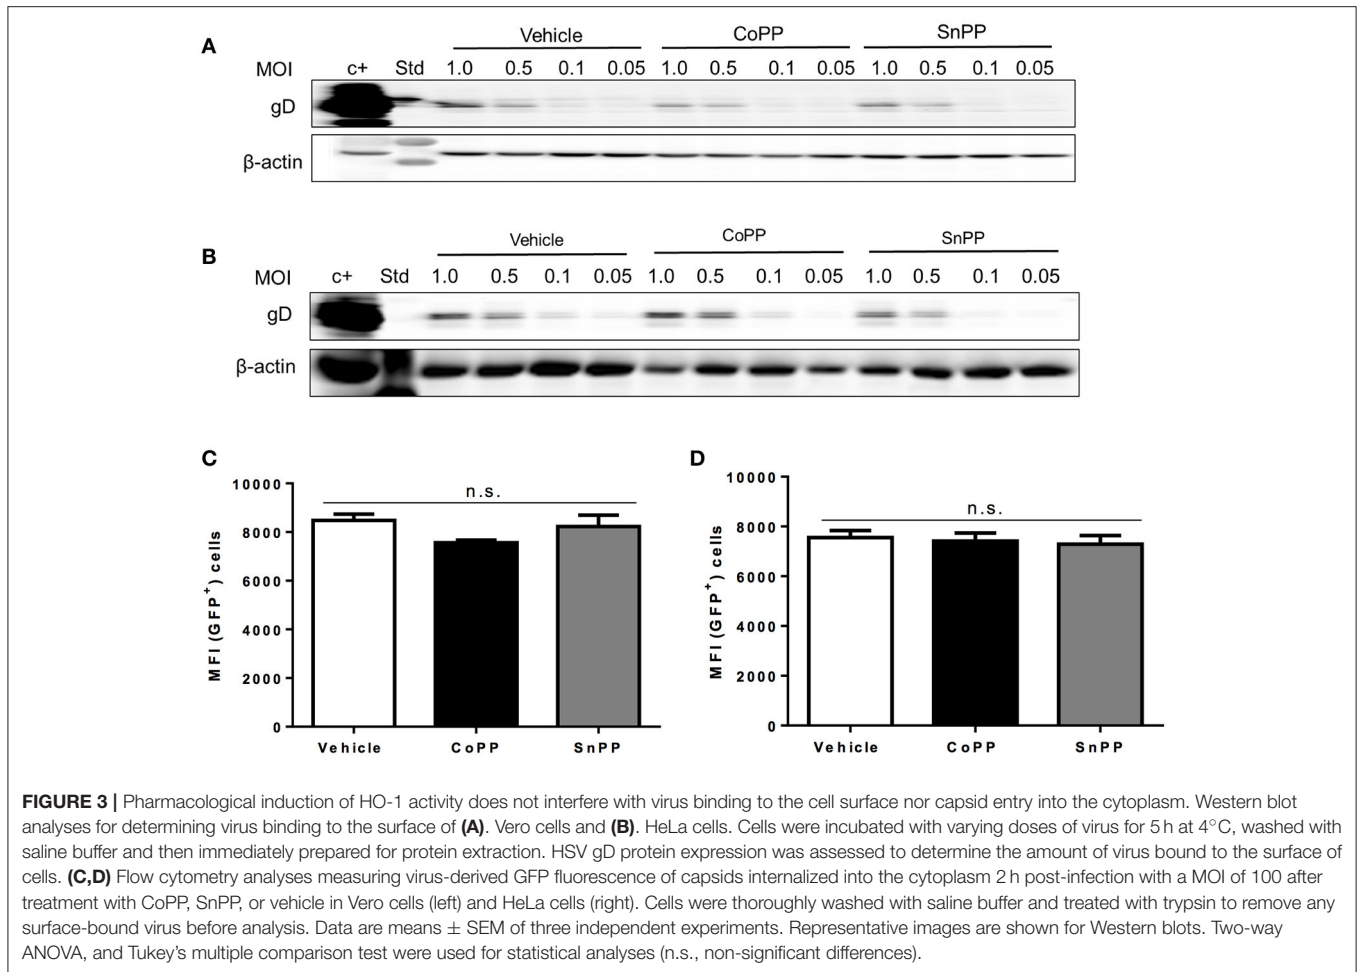 A
Vehicle CoPP SnPP
MOI c+ Std 1.0 0.5 0.1 0.05 1.0 0.5 0.1 0.05 1.0 0.5 0.1 0.05
gD
β-actin
B
Vehicle CoPP SnPP
MOI c+ Std 1.0 0.5 0.1 0.05 1.0 0.5 0.1 0.05 1.0 0.5 0.1 0.05
gD
β-actin
C
MFI (GFP+) cells
10000
8000
6000
4000
2000
0
n.s.
Vehicle CoPP SnPP
D
MFI (GFP+) cells
10000
8000
6000
4000
2000
0
n.s.
Vehicle CoPP SnPP
FIGURE 3 | Pharmacological induction of HO-1 activity does not interfere with virus binding to the cell surface nor capsid entry into the cytoplasm. Western blot
analyses for determining virus binding to the surface of (A). Vero cells and (B). HeLa cells. Cells were incubated with varying doses of virus for 5 h at 4°C, washed with
saline buffer and then immediately prepared for protein extraction. HSV gD protein expression was assessed to determine the amount of virus bound to the surface of
cells. (C,D) Flow cytometry analyses measuring virus-derived GFP fluorescence of capsids internalized into the cytoplasm 2 h post-infection with a MOI of 100 after
treatment with CoPP, SnPP, or vehicle in Vero cells (left) and HeLa cells (right). Cells were thoroughly washed with saline buffer and treated with trypsin to remove any
surface-bound virus before analysis. Data are means ± SEM of three independent experiments. Representative images are shown for Western blots. Two-way
ANOVA, and Tukey's multiple comparison test were used for statistical analyses (n.s., non-significant differences).